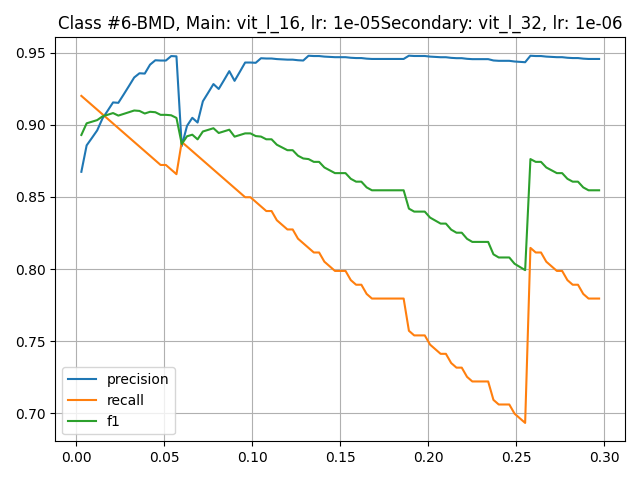 Class #6-BMD, Main: vit_l_16, lr: 1e-05Secondary: vit_l_32, lr: 1e-06
0.95
0.90
0.85
0.80
0.75
0.70
precision
recall
f1
0.00 0.05 0.10 0.15 0.20 0.25 0.30